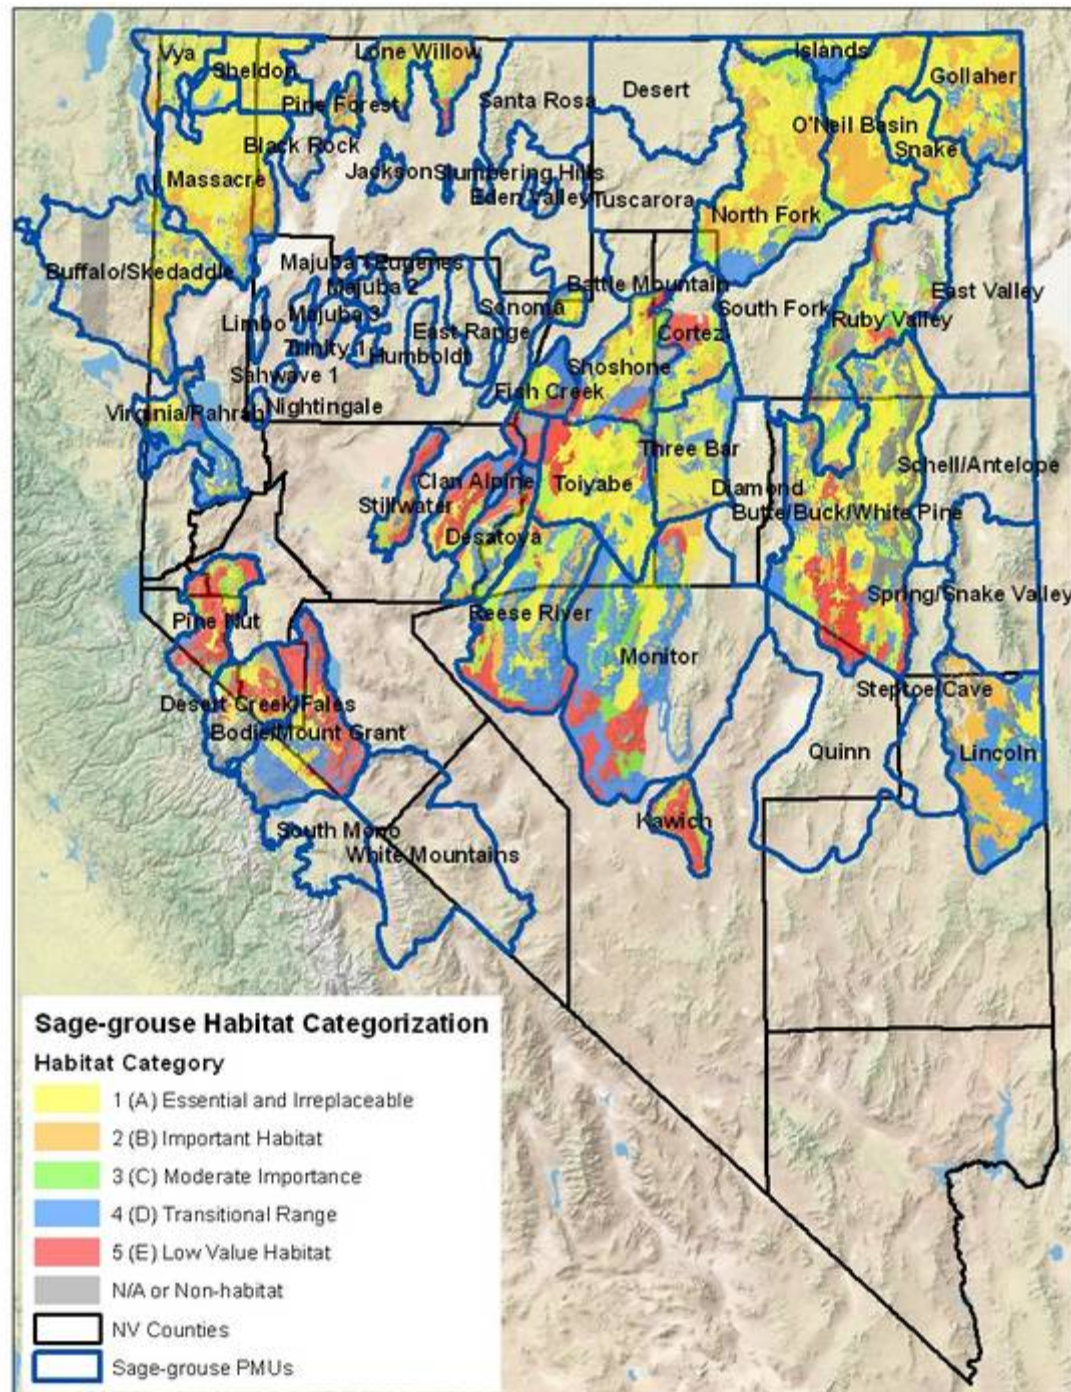 Vya
Lone Willow
Islands
Sheldon
Gollaher
Desert
Pine Forest
Santa Rosa
O'Neil Basin
Black Rock
Snake
Massacre
Jackson
Slumbering Hills
Eden Valley
Tuscarora
North Fork
Buffalo/Skedaddle
Majuba 1
Eugenes
Majuba 2
Battle Mountain
East Valley
Sonoma
South Fork
Limbo
Majuba 3
Ruby Valley
East Range
Cortez
Trinity 1
Humboldt
Shoshone
Sahwave 1
Fish Creek
Virginia/Pahrah
Nightingale
Three Bar
Schell/Antelope
Clan Alpine
Toiyabe
Diamond
Stillwater
Butte/Buck/White Pine
Desatoya
Spring/Snake Valley
Reese River
Pine Nut
Monitor
Steptoe/Cave
Desert Creek/Fales
Bodie/Mount Grant
Quinn
Lincoln
Kawich
South Mono
White Mountains
Sage-grouse Habitat Categorization
Habitat Category
1 (A) Essential and Irreplaceable
2 (B) Important Habitat
3 (C) Moderate Importance
4 (D) Transitional Range
5 (E) Low Value Habitat
N/A or Non-habitat
NV Counties
Sage-grouse PMUs